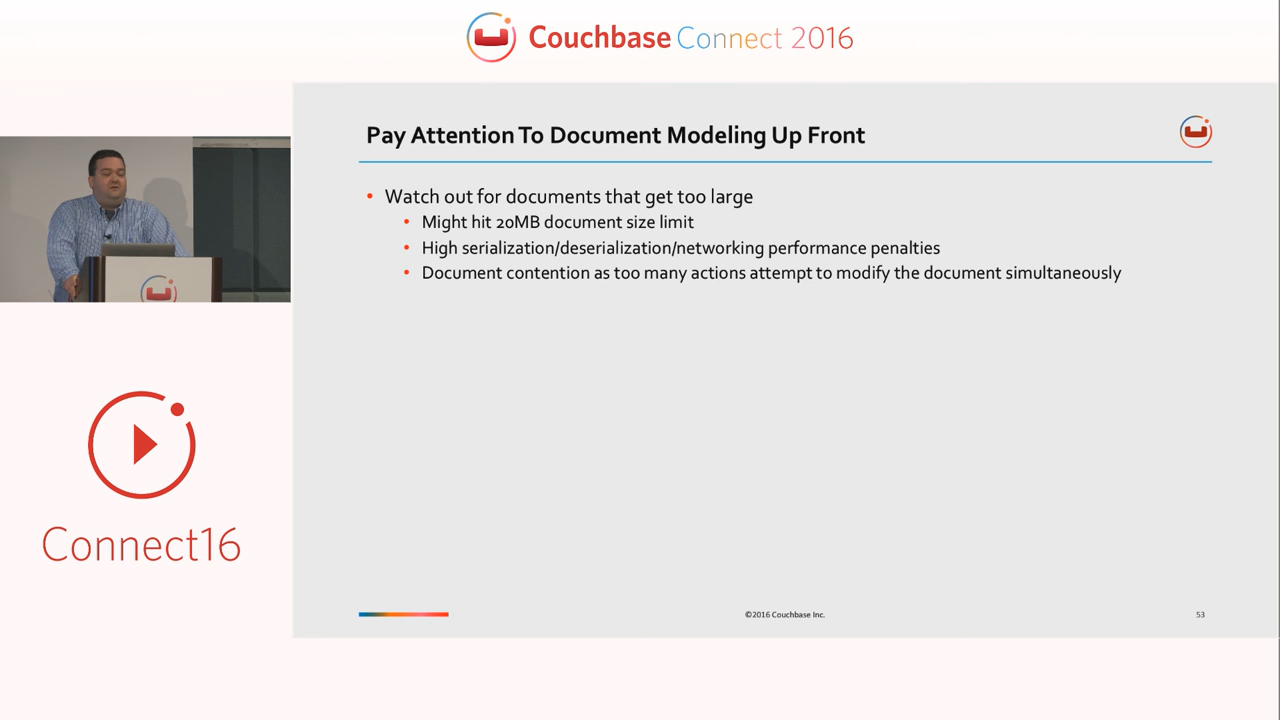 Couchbase Connect 2016
Pay Attention To Document Modeling Up Front
• Watch out for documents that get too large
• Might hit 20MB document size limit
• High serialization/deserialization/networking performance penalties
• Document contention as too many actions attempt to modify the document simultaneously
Connect16
©2016 Couchbase Inc.
53